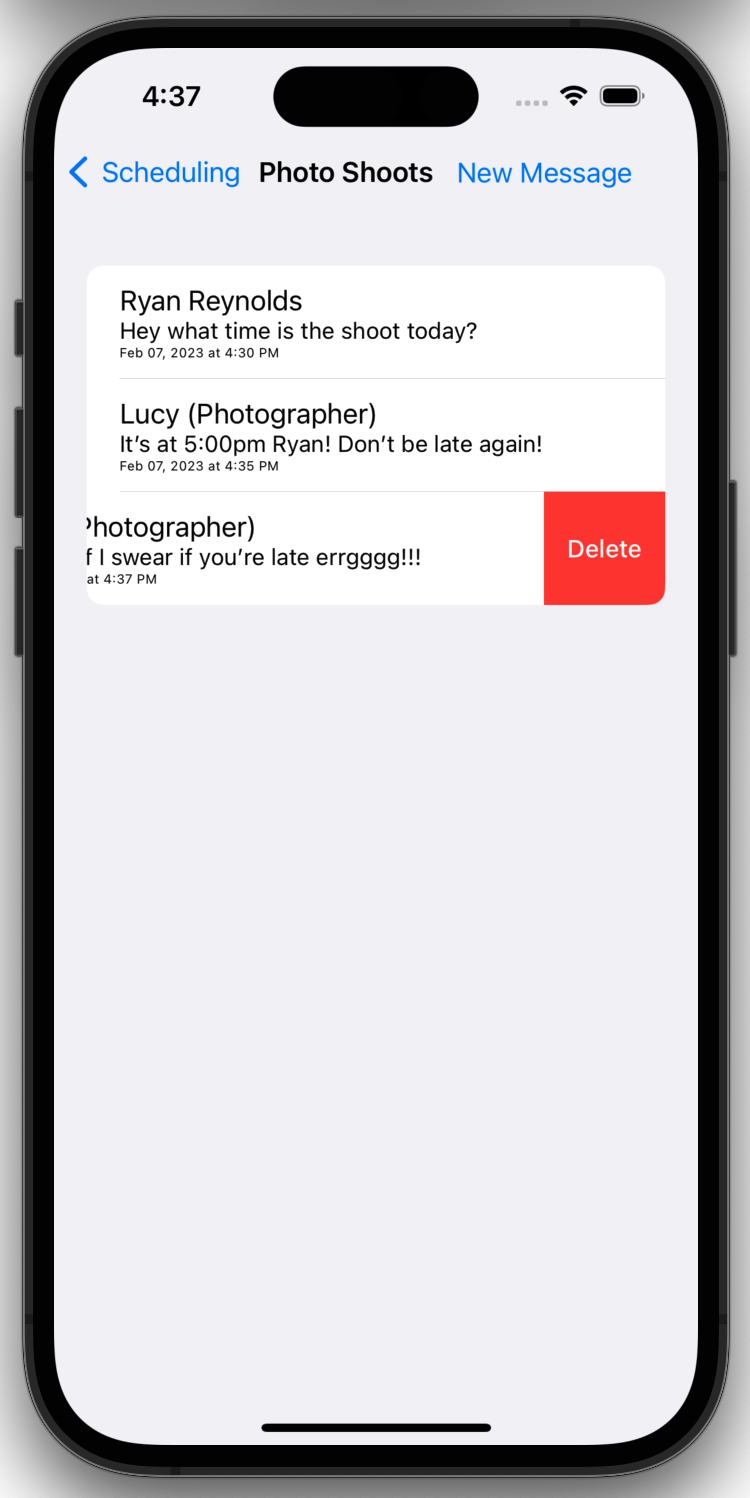 4:37
Scheduling Photo Shoots New Message
Ryan Reynolds
Hey what time is the shoot today?
Feb 07, 2023 at 4:30 PM
Lucy (Photographer)
It’s at 5:00pm Ryan! Don’t be late again!
Feb 07, 2023 at 4:35 PM
Photographer)
f I swear if you’re late errgggg!!!
at 4:37 PM
Delete